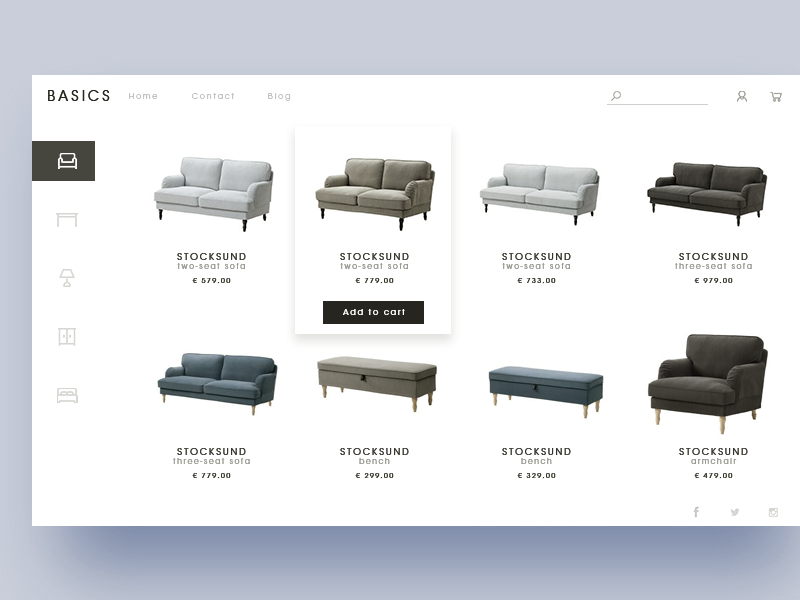 BASICS Home Contact Blog
STOCKSUND
two-seat sofa
€ 579.00
STOCKSUND
two-seat sofa
€ 779.00
Add to cart
STOCKSUND
two-seat sofa
€ 733.00
STOCKSUND
three-seat sofa
€ 979.00
STOCKSUND
three-seat sofa
€ 779.00
STOCKSUND
bench
€ 299.00
STOCKSUND
bench
€ 329.00
STOCKSUND
armchair
€ 479.00